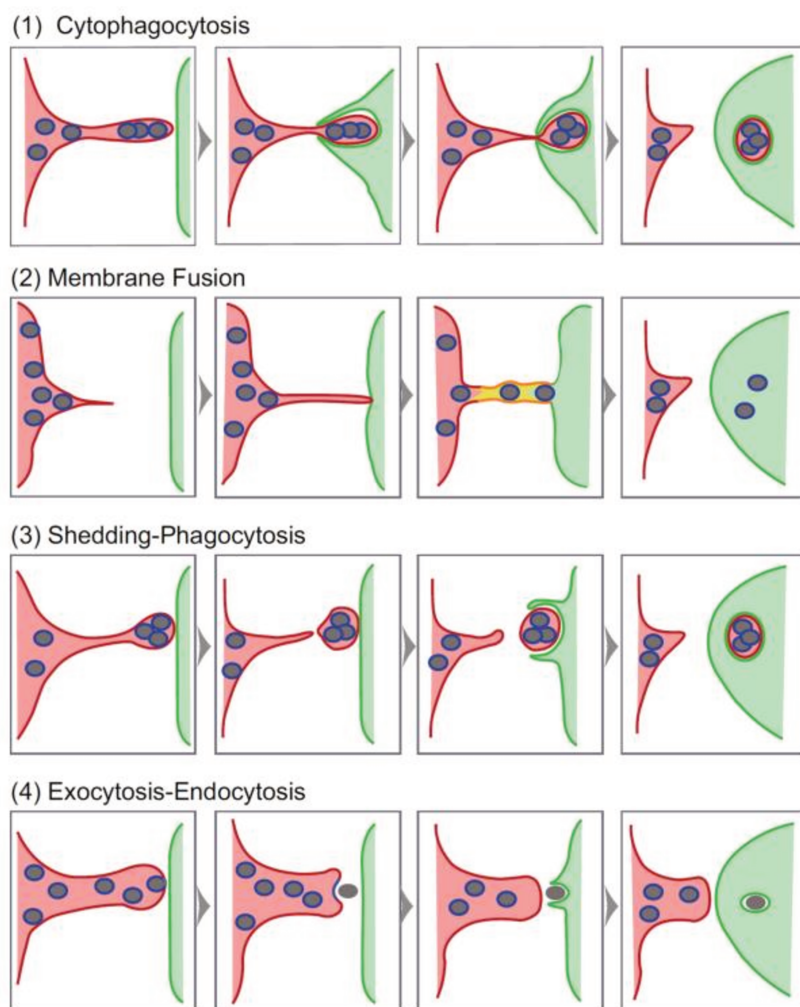 (1) Cytophagocytosis
(2) Membrane Fusion
(3) Shedding-Phagocytosis
(4) Exocytosis-Endocytosis